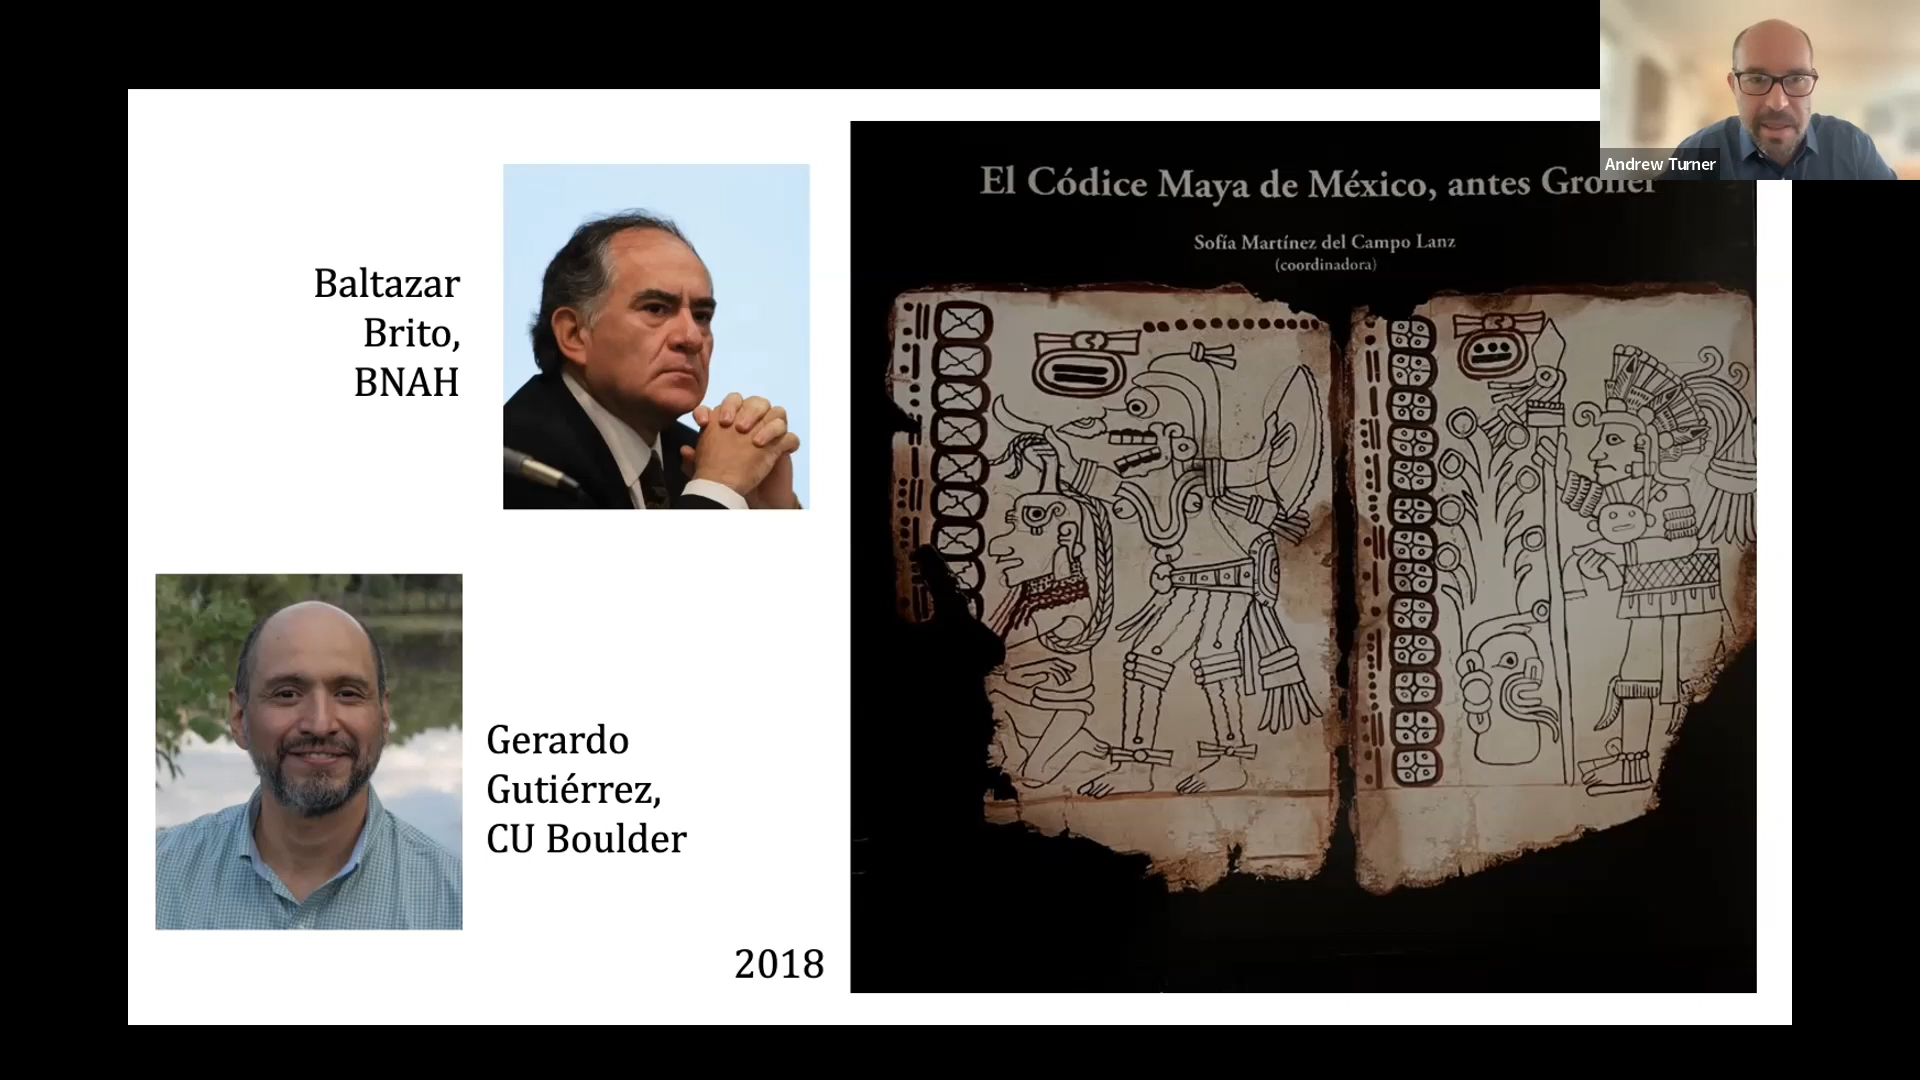 Baltazar
Brito,
BNAH
Gerardo
Gutiérrez,
CU Boulder
2018
El Códice Maya de México, antes Grolier
Sofía Martínez del Campo Lanz
(coordinadora)
Andrew Turner